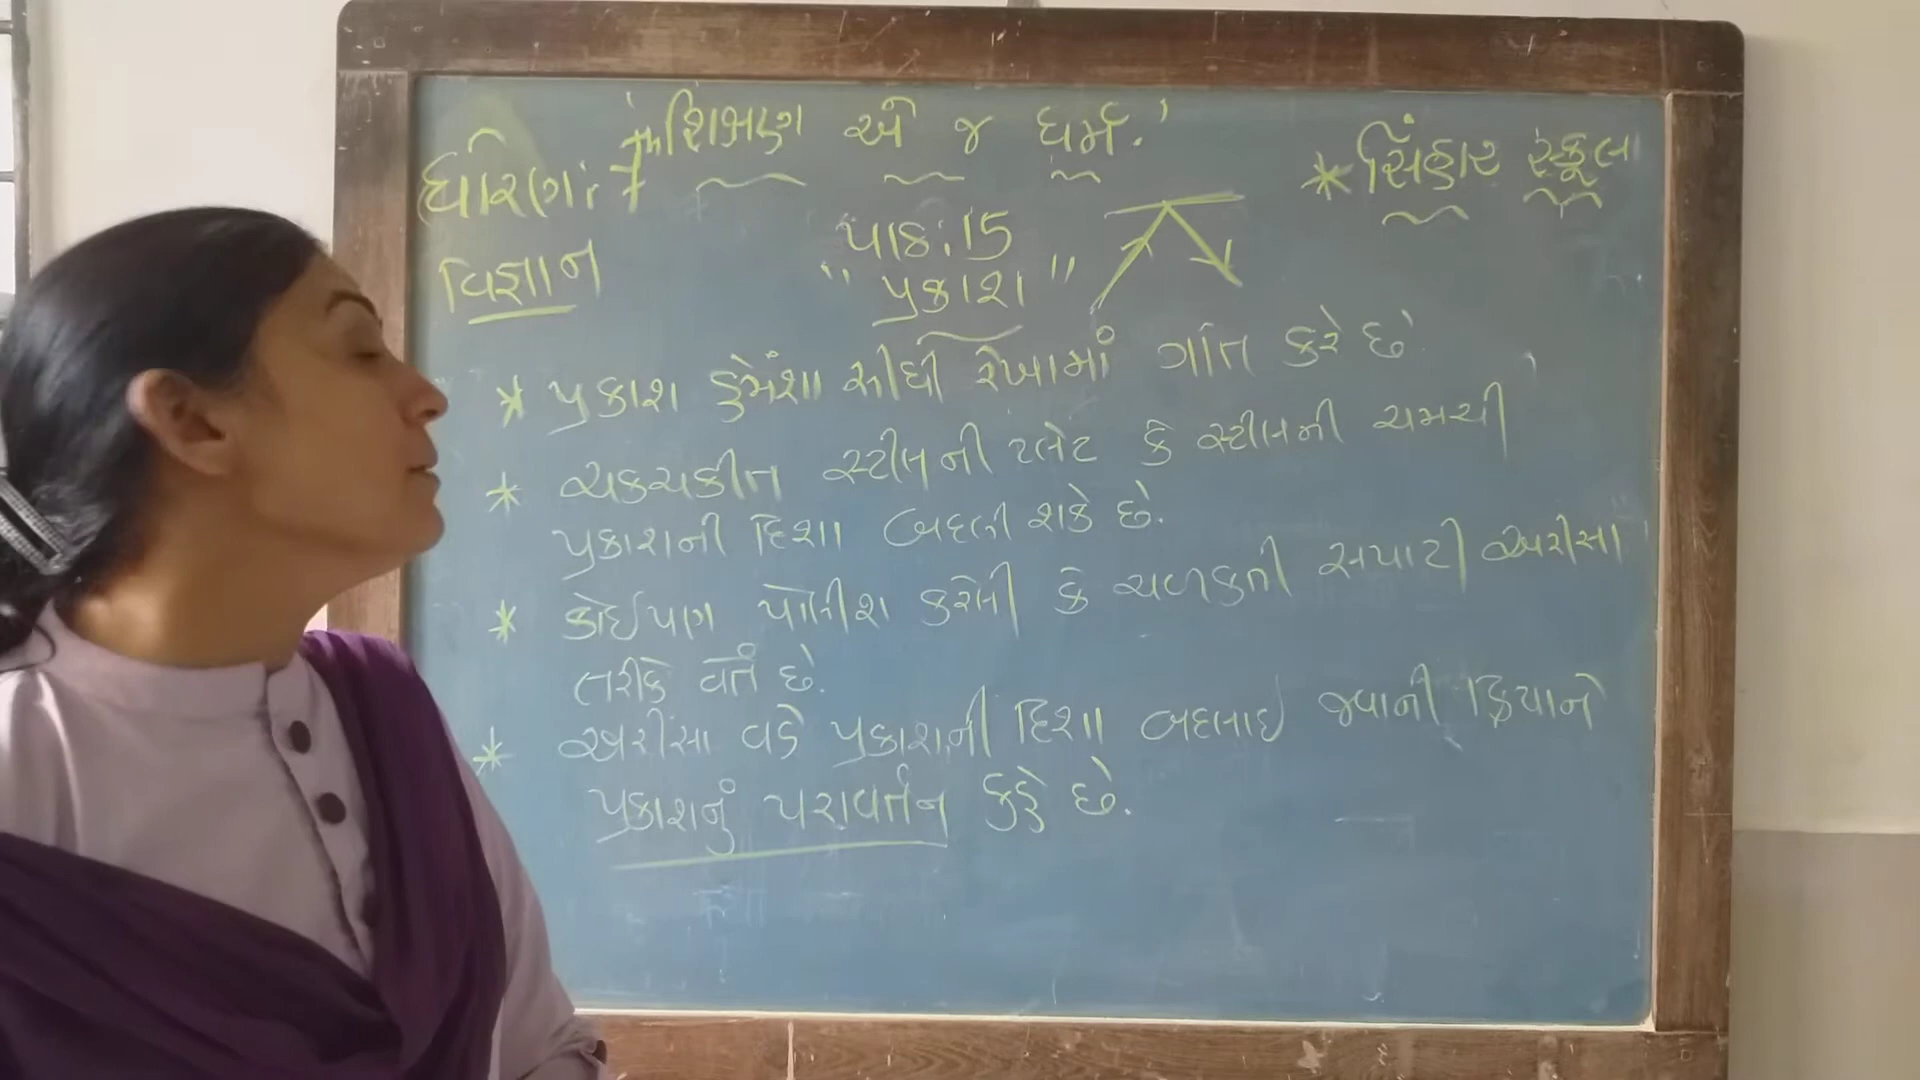 "શિક્ષણ એ જ ધર્મ."
ધોરણ: 7
* સિંહાર સ્કૂલ
વિજ્ઞાન
પાઠ:15
"પ્રકાશ"
* પ્રકાશ હંમેશા સીધી રેખામાં ગતિ કરે છે.
* ચકચકીત સ્ટીલની પ્લેટ કે સ્ટીલની ચમચી
પ્રકાશની દિશા બદલી શકે છે.
* કોઈપણ પોલીશ કરેલી કે ચળકતી સપાટી અરીસા
તરીકે વર્તે છે.
* અરીસા વડે પ્રકાશની દિશા બદલાઈ જવાની ક્રિયાને
પ્રકાશનું પરાવર્તન કહે છે.